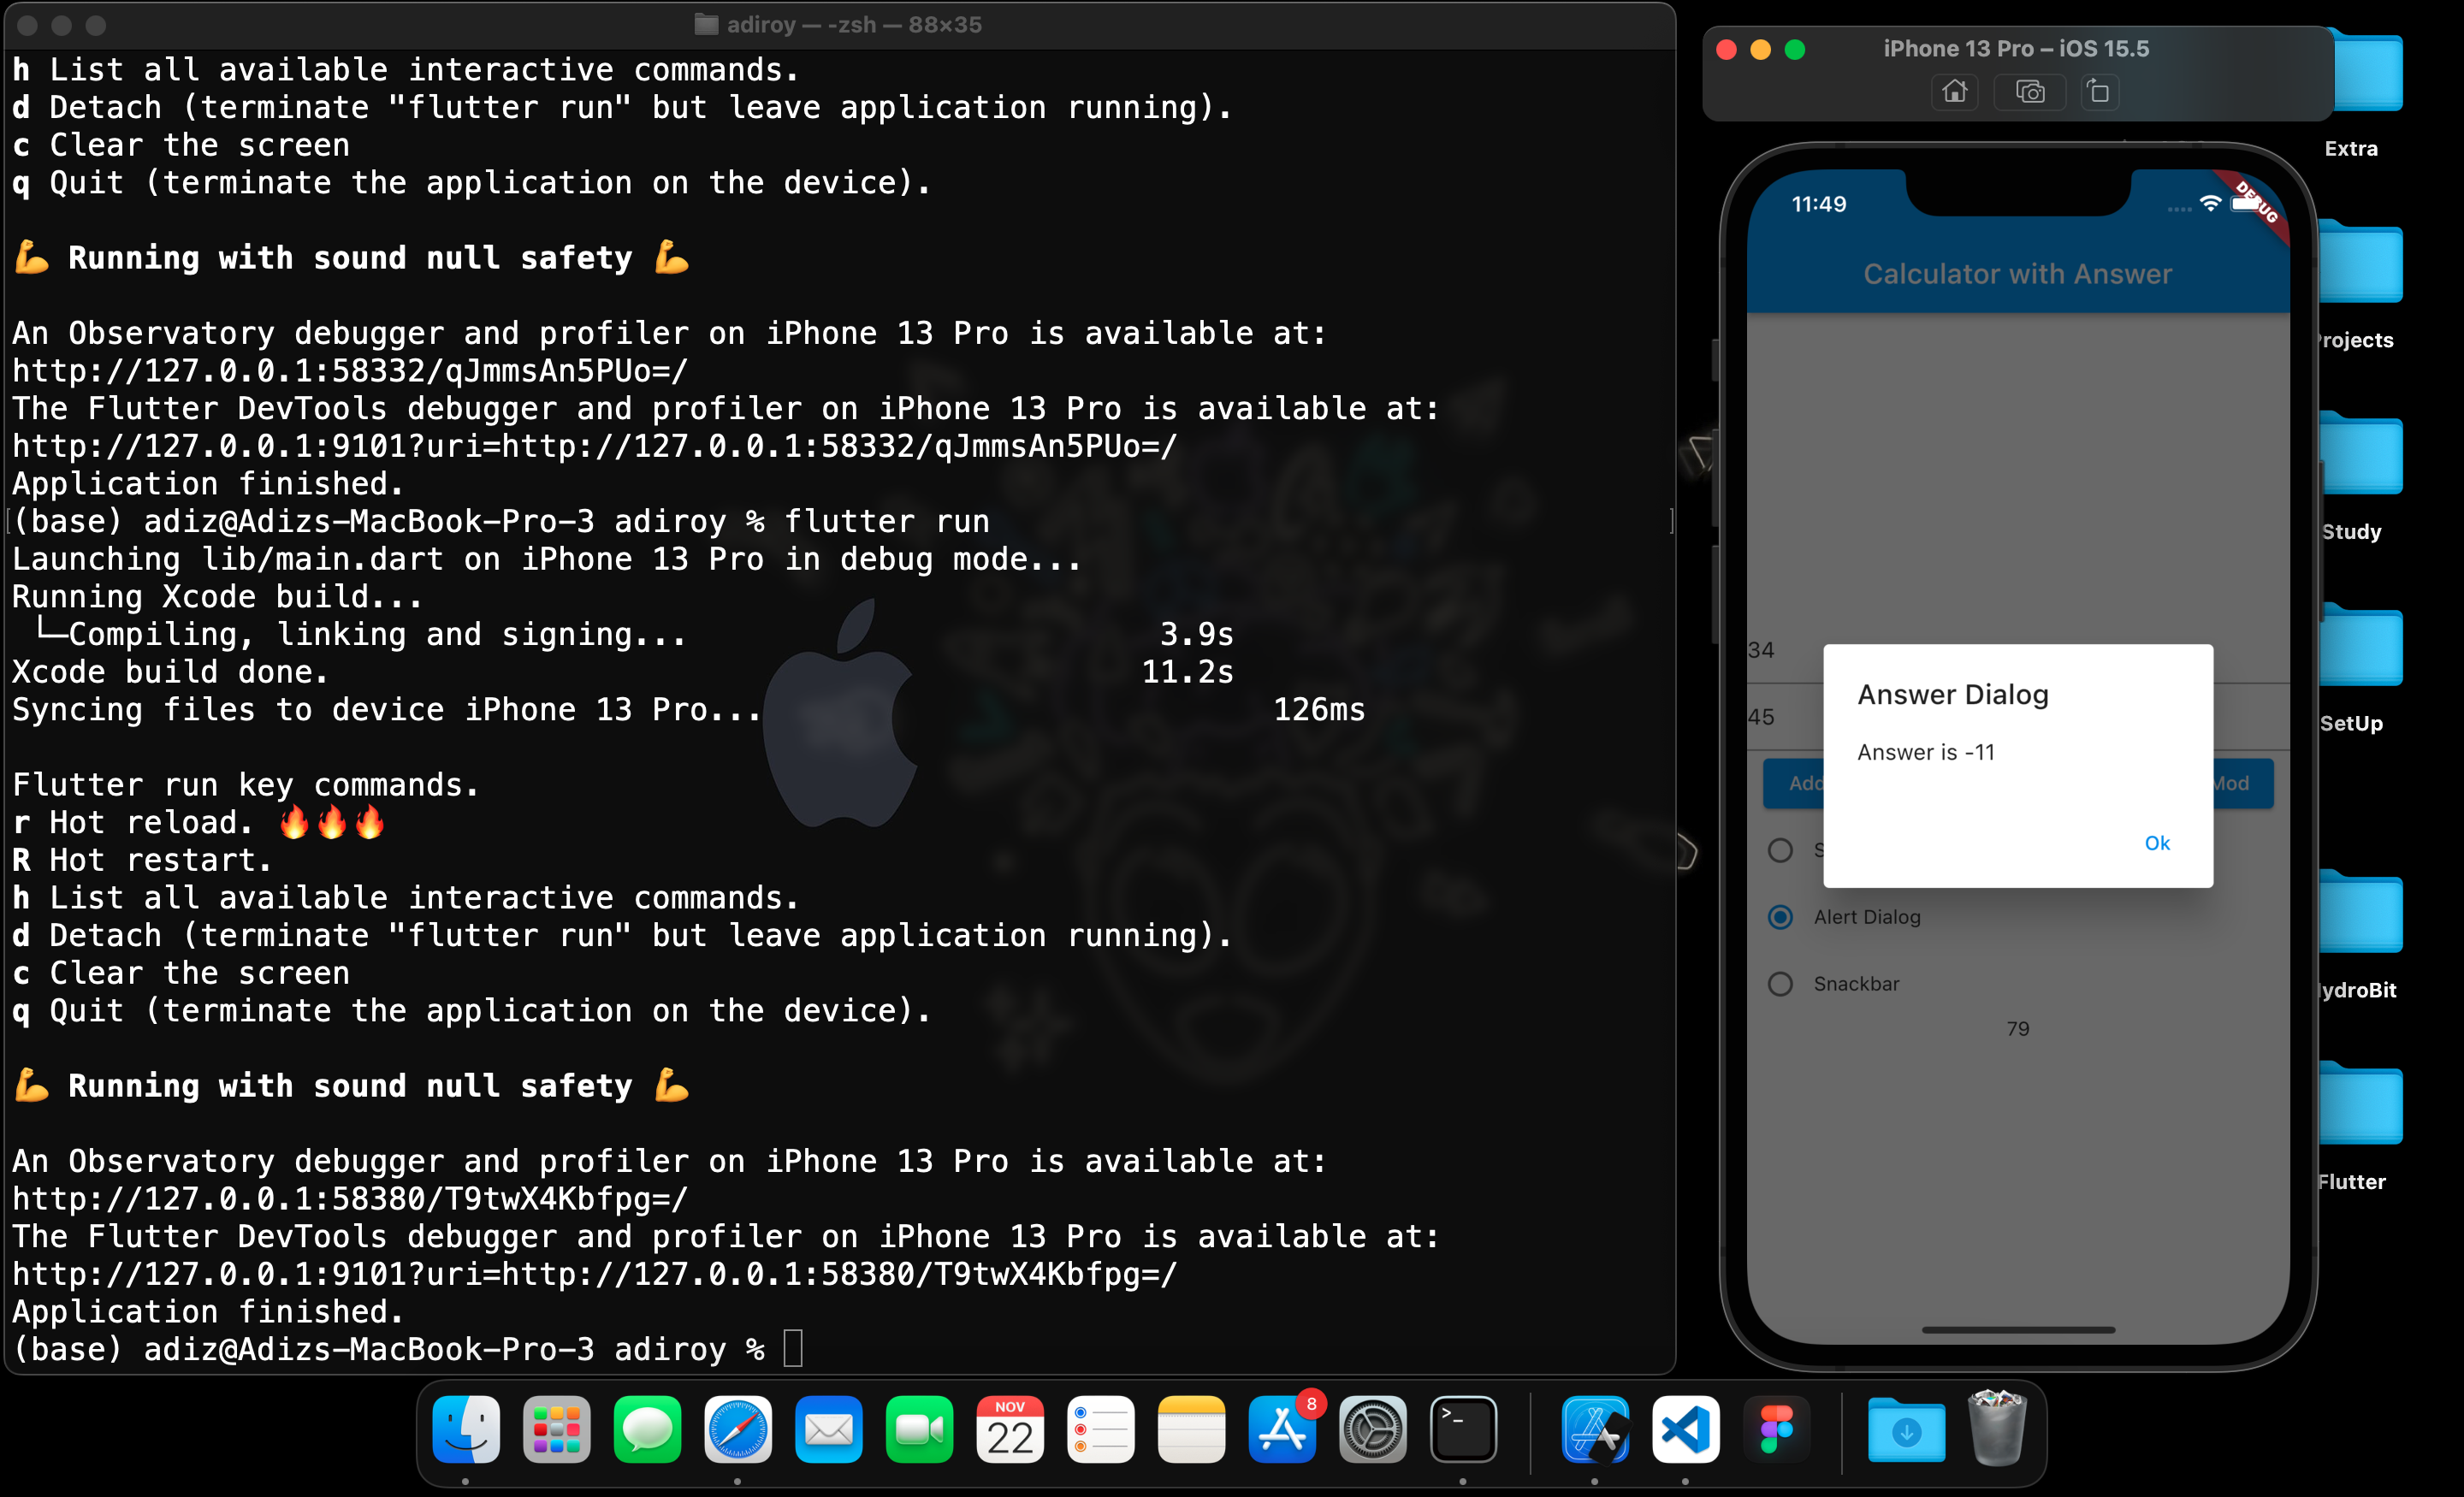 adiroy — -zsh — 88×35
h List all available interactive commands.
d Detach (terminate "flutter run" but leave application running).
c Clear the screen
q Quit (terminate the application on the device).
💪 Running with sound null safety 💪
An Observatory debugger and profiler on iPhone 13 Pro is available at:
http://127.0.0.1:58332/qJmmsAn5PUo=/
The Flutter DevTools debugger and profiler on iPhone 13 Pro is available at:
http://127.0.0.1:9101?uri=http://127.0.0.1:58332/qJmmsAn5PUo=/
Application finished.
[(base) adiz@Adizs-MacBook-Pro-3 adiroy % flutter run ]
Launching lib/main.dart on iPhone 13 Pro in debug mode...
Running Xcode build...
└─Compiling, linking and signing... 3.9s
Xcode build done. 11.2s
Syncing files to device iPhone 13 Pro... 126ms
Flutter run key commands.
r Hot reload. 🔥🔥🔥
R Hot restart.
h List all available interactive commands.
d Detach (terminate "flutter run" but leave application running).
c Clear the screen
q Quit (terminate the application on the device).
💪 Running with sound null safety 💪
An Observatory debugger and profiler on iPhone 13 Pro is available at:
http://127.0.0.1:58380/T9twX4Kbfpg=/
The Flutter DevTools debugger and profiler on iPhone 13 Pro is available at:
http://127.0.0.1:9101?uri=http://127.0.0.1:58380/T9twX4Kbfpg=/
Application finished.
(base) adiz@Adizs-MacBook-Pro-3 adiroy %
iPhone 13 Pro – iOS 15.5
11:49
DEBUG
Calculator with Answer
34
45
Answer Dialog
Answer is -11
Ok
Add
Mod
S
Alert Dialog
Snackbar
79
Extra
rojects
Study
SetUp
ydroBit
Flutter
NOV
22
8
>_